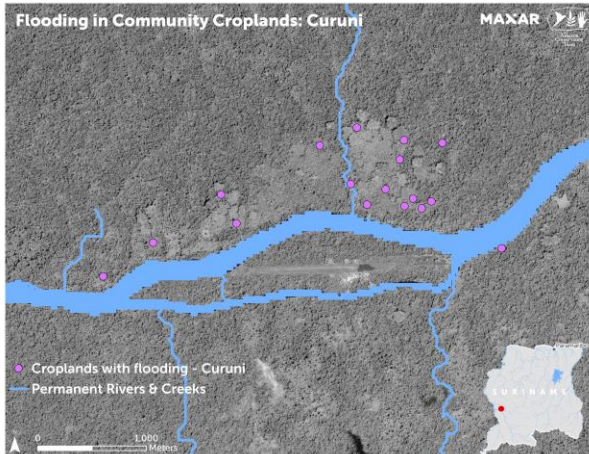 Flooding in Community Croplands: Curuni
MAXAR
Croplands with flooding - Curuni
Permanent Rivers & Creeks
0 1,000
Meters
SURINAME